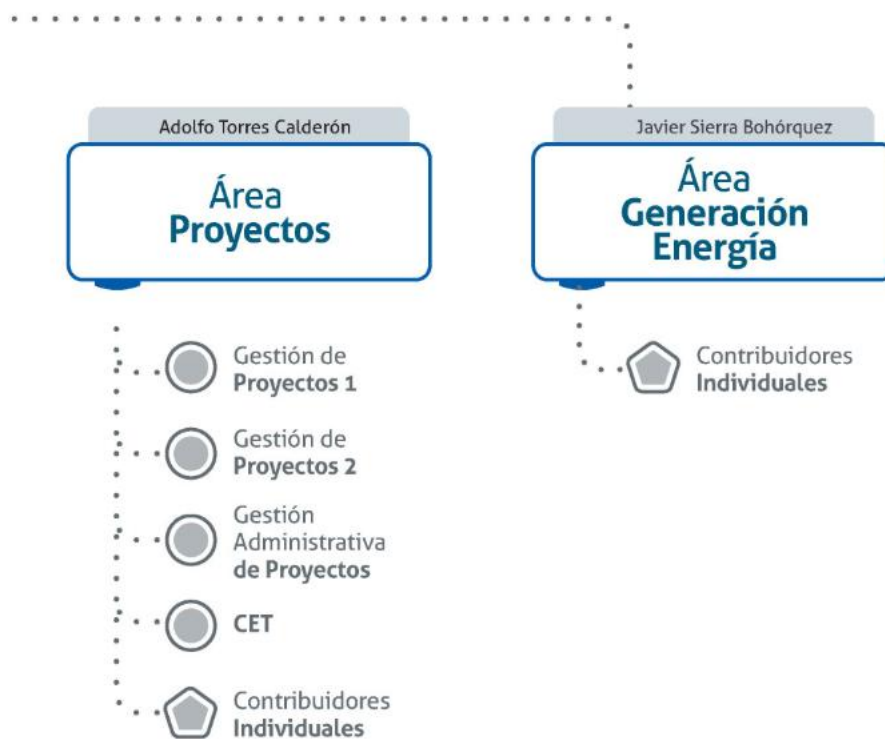 Adolfo Torres Calderón
Área
Proyectos
Gestión de
Proyectos 1
Gestión de
Proyectos 2
Gestión
Administrativa
de Proyectos
CET
Contribuidores
Individuales
Javier Sierra Bohórquez
Área
Generación
Energía
Contribuidores
Individuales